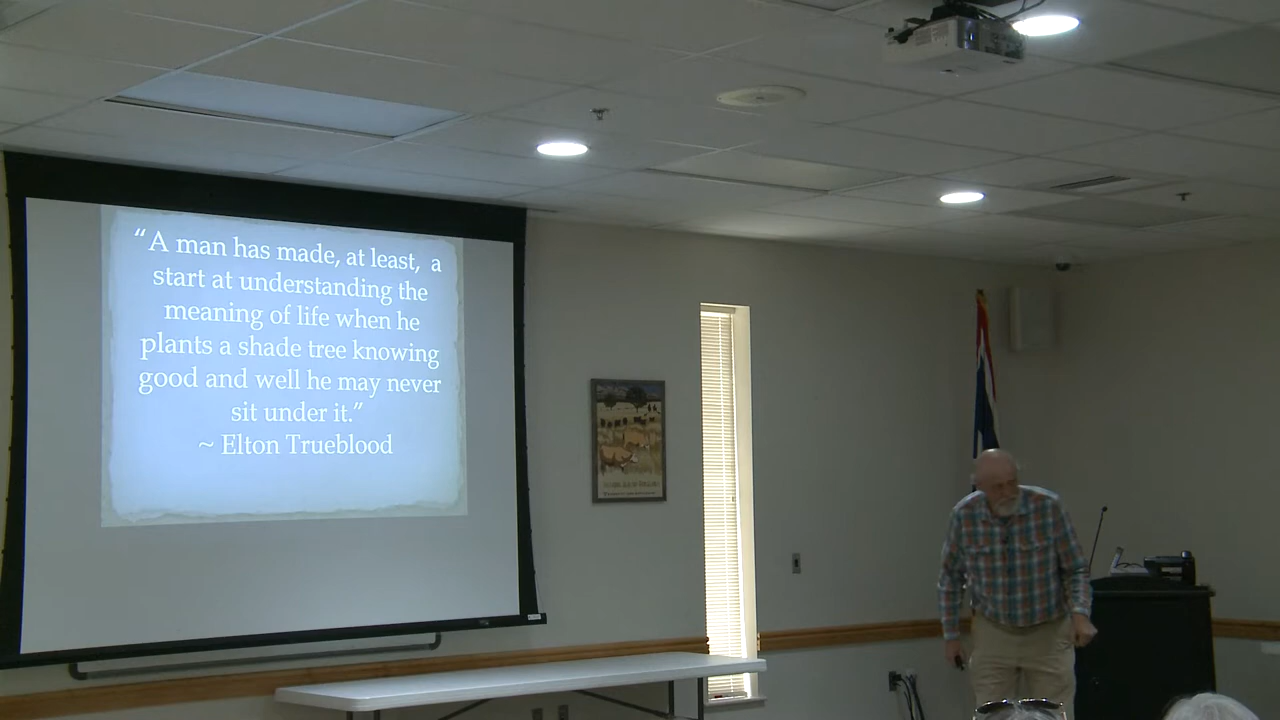 “A man has made, at least, a
start at understanding the
meaning of life when he
plants a shade tree knowing
good and well he may never
sit under it.”
~ Elton Trueblood